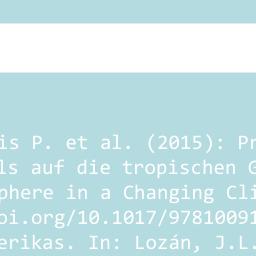 is P. et al. (2015): Pr
ls auf die tropischen G
phere in a Changing Cli
oi.org/10.1017/97810091
erikas. In: Lozán, J.L.